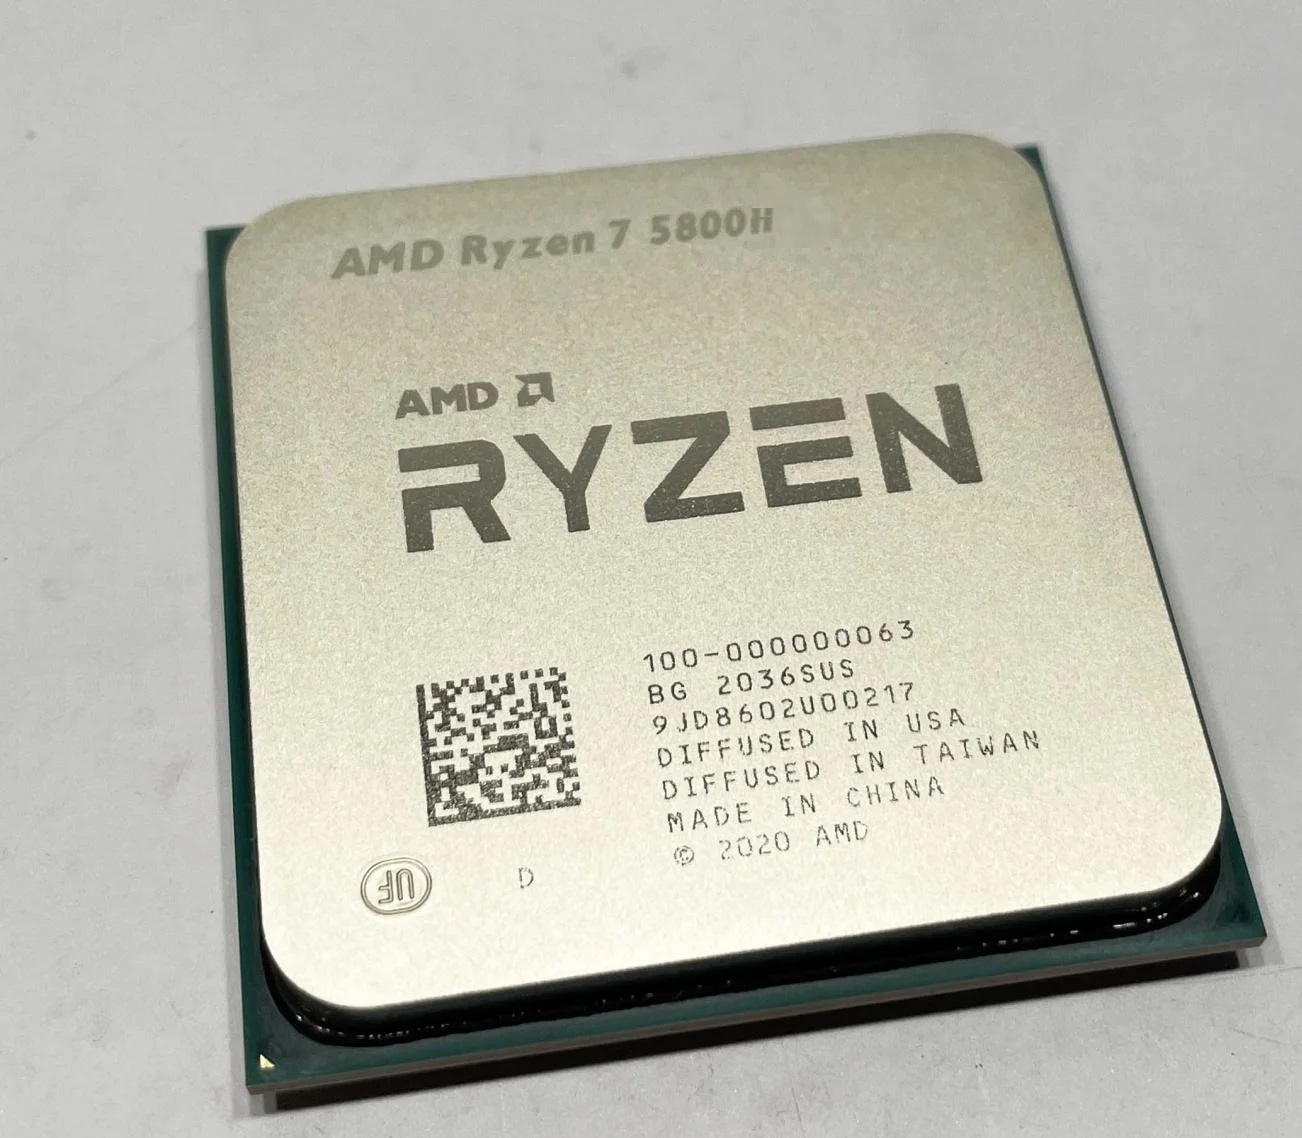 AMD Ryzen 7 5800H
AMD
RYZEN
100-000000063
BG 2036SUS
9JD8602U00217
DIFFUSED IN USA
DIFFUSED IN TAIWAN
MADE IN CHINA
© 2020 AMD
UF
D